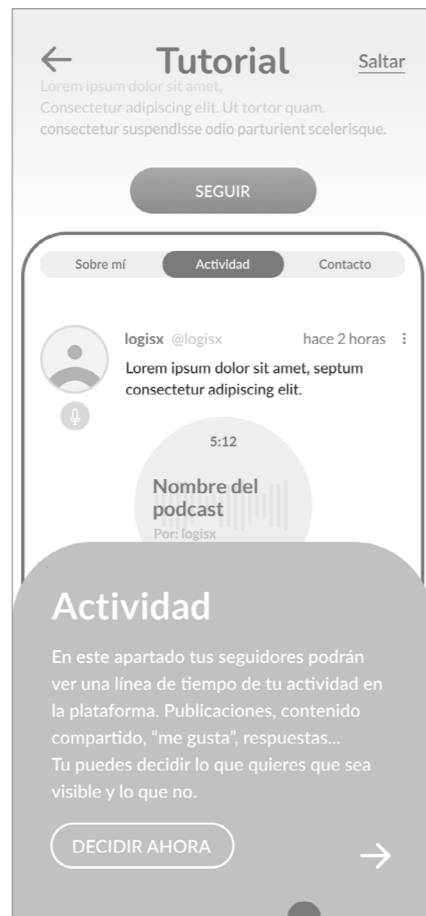 Tutorial
Saltar
Lorem ipsum dolor sit amet,
Consectetur adipiscing elit. Ut tortor quam.
consectetur suspendisse odio parturient scelerisque.
SEGUIR
Sobre mí
Actividad
Contacto
logisx @logisx hace 2 horas
Lorem ipsum dolor sit amet, septum
consectetur adipiscing elit.
5:12
Nombre del
podcast
Por: logisx
Actividad
En este apartado tus seguidores podrán
ver una línea de tiempo de tu actividad en
la plataforma. Publicaciones, contenido
compartido, “me gusta”, respuestas...
Tu puedes decidir lo que quieres que sea
visible y lo que no.
DECIDIR AHORA